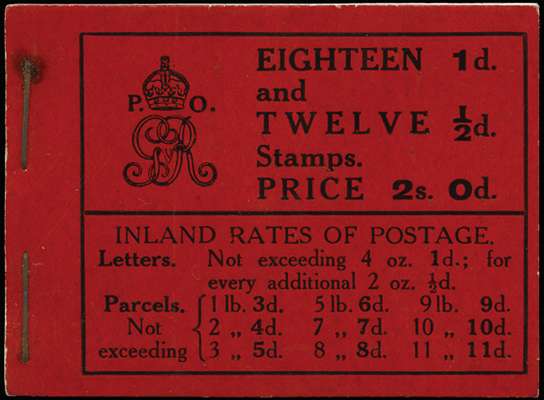 EIGHTEEN 1d.
and
P. O.
TWELVE ½d.
GRV
Stamps.
PRICE 2s. 0d.
INLAND RATES OF POSTAGE.
Letters. Not exceeding 4 oz. 1d.; for
every additional 2 oz. ½d.
Parcels. { 1 lb. 3d. 5 lb. 6d. 9 lb. 9d.
Not 2 „ 4d. 7 „ 7d. 10 „ 10d.
exceeding 3 „ 5d. 8 „ 8d. 11 „ 11d.